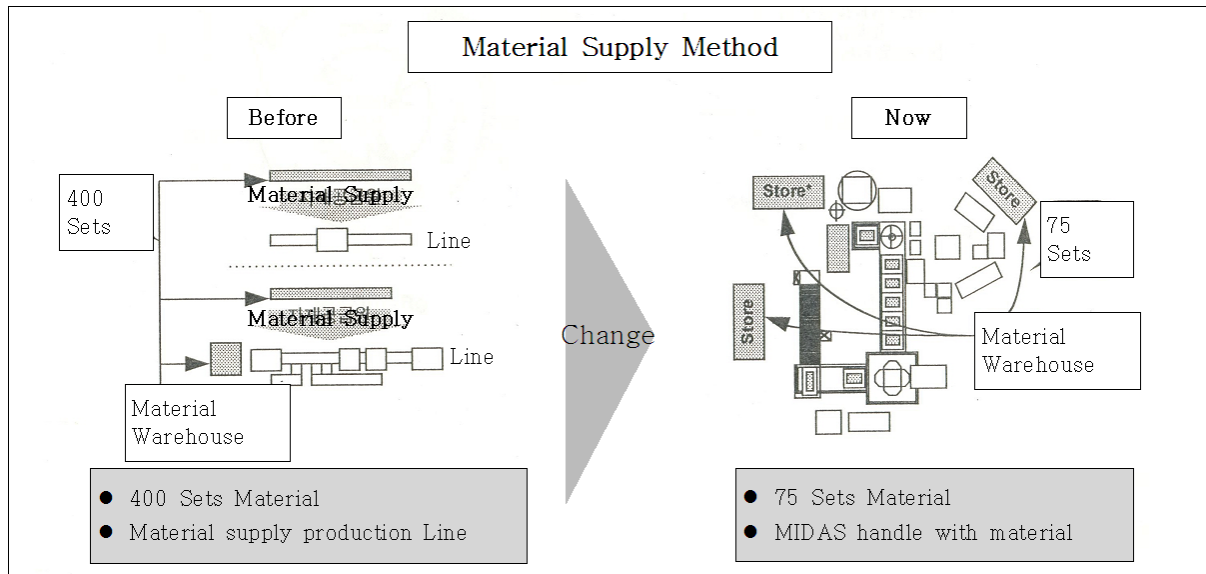 Material Supply Method
Before
Now
400
Sets
Material Supply
Line
Material Supply
Line
Material
Warehouse
Change
Store*
Store
75
Sets
Store
Material
Warehouse
● 400 Sets Material
● Material supply production Line
● 75 Sets Material
● MIDAS handle with material